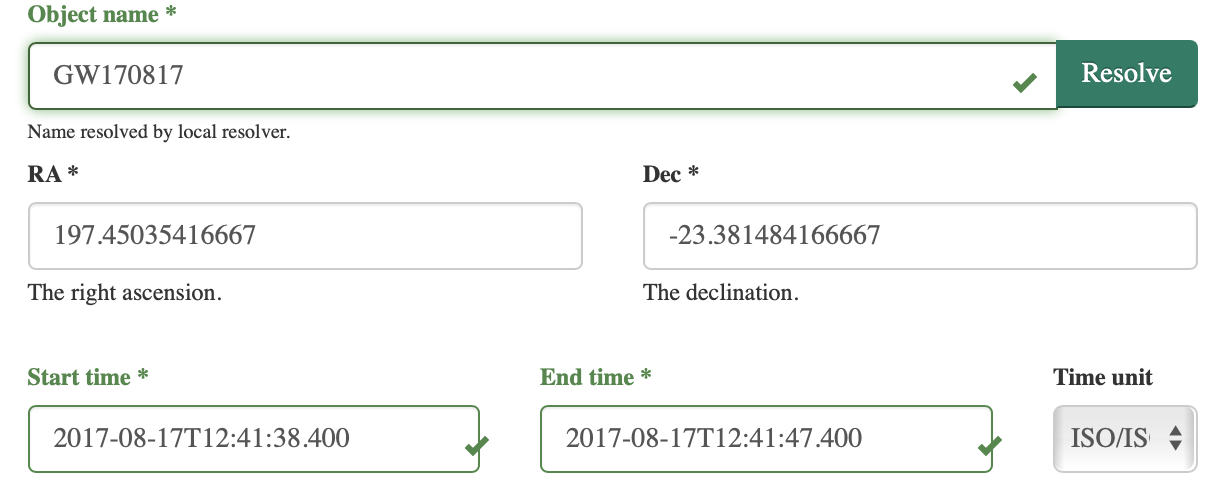 Object name *
GW170817
Resolve
Name resolved by local resolver.
RA * Dec *
197.45035416667 -23.381484166667
The right ascension. The declination.
Start time * End time * Time unit
2017-08-17T12:41:38.400 2017-08-17T12:41:47.400 ISO/IS